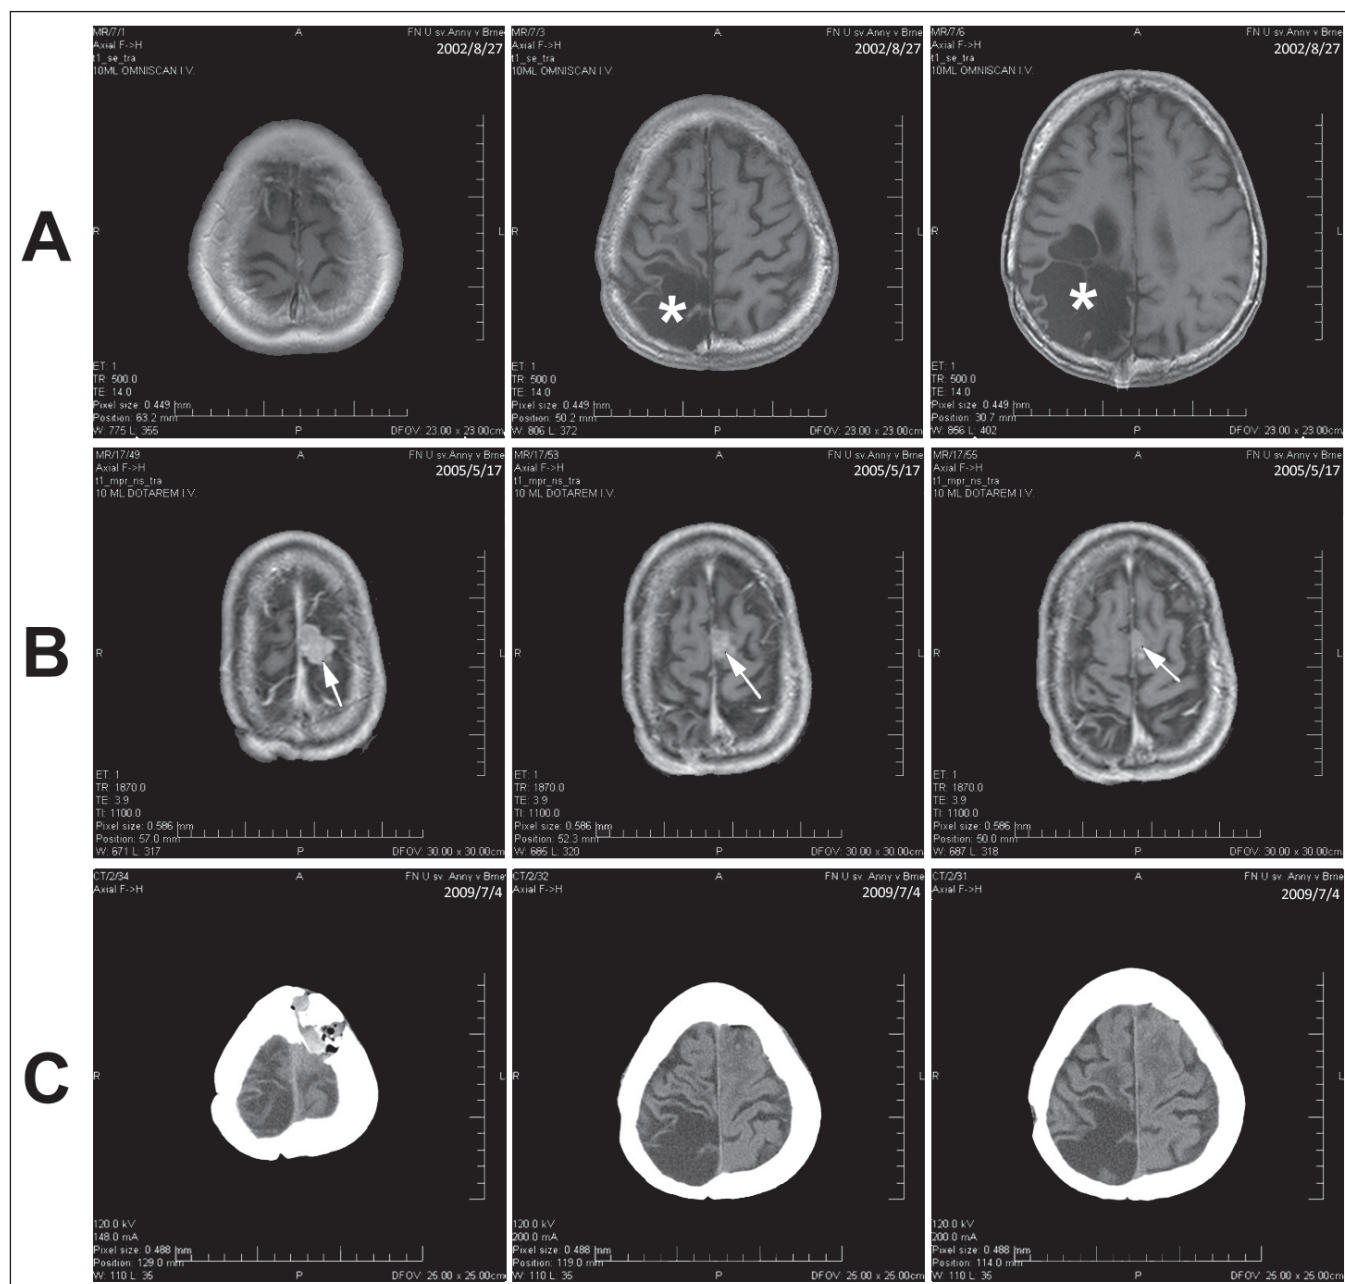 A
MR/7/1 A FN U sv.Anny v Brne
Axial F->H 2002/8/27
t1_se_tra
10ML OMNISCAN I.V.
R L
ET: 1
TR: 500.0
TE: 14.0
Pixel size: 0.449 mm
Position: 63.2 mm
W: 775 L: 355 P DFOV: 23.00 x 23.00cm
MR/7/3 A FN U sv.Anny v Brne
Axial F->H 2002/8/27
t1_se_tra
10ML OMNISCAN I.V.
R L
*
ET: 1
TR: 500.0
TE: 14.0
Pixel size: 0.449 mm
Position: 50.2 mm
W: 806 L: 372 P DFOV: 23.00 x 23.00cm
MR/7/6 A FN U sv.Anny v Brne
Axial F->H 2002/8/27
t1_se_tra
10ML OMNISCAN I.V.
R L
*
ET: 1
TR: 500.0
TE: 14.0
Pixel size: 0.449 mm
Position: 30.7 mm
W: 856 L: 402 P DFOV: 23.00 x 23.00cm
B
MR/17/49 A FN U sv.Anny v Brne
Axial F->H 2005/5/17
t1_mpr_ns_tra
10 ML DOTAREM I.V.
R L
ET: 1
TR: 1870.0
TE: 3.9
TI: 1100.0
Pixel size: 0.586 mm
Position: 57.0 mm
W: 671 L: 317 P DFOV: 30.00 x 30.00cm
MR/17/53 A FN U sv.Anny v Brne
Axial F->H 2005/5/17
t1_mpr_ns_tra
10 ML DOTAREM I.V.
R L
ET: 1
TR: 1870.0
TE: 3.9
TI: 1100.0
Pixel size: 0.586 mm
Position: 52.3 mm
W: 685 L: 320 P DFOV: 30.00 x 30.00cm
MR/17/55 A FN U sv.Anny v Brne
Axial F->H 2005/5/17
t1_mpr_ns_tra
10 ML DOTAREM I.V.
R L
ET: 1
TR: 1870.0
TE: 3.9
TI: 1100.0
Pixel size: 0.586 mm
Position: 50.0 mm
W: 687 L: 318 P DFOV: 30.00 x 30.00cm
C
CT/2/34 A FN U sv. Anny v Brne
Axial F->H 2009/7/4
R L
120.0 kV
148.0 mA
Pixel size: 0.488 mm
Position: 129.0 mm
W: 110 L: 35 P DFOV: 25.00 x 25.00cm
CT/2/32 A FN U sv. Anny v Brne
Axial F->H 2009/7/4
R L
120.0 kV
200.0 mA
Pixel size: 0.488 mm
Position: 119.0 mm
W: 110 L: 35 P DFOV: 25.00 x 25.00cm
CT/2/31 A FN U sv. Anny v Brne
Axial F->H 2009/7/4
R L
120.0 kV
200.0 mA
Pixel size: 0.488 mm
Position: 114.0 mm
W: 110 L: 35 P DFOV: 25.00 x 25.00cm